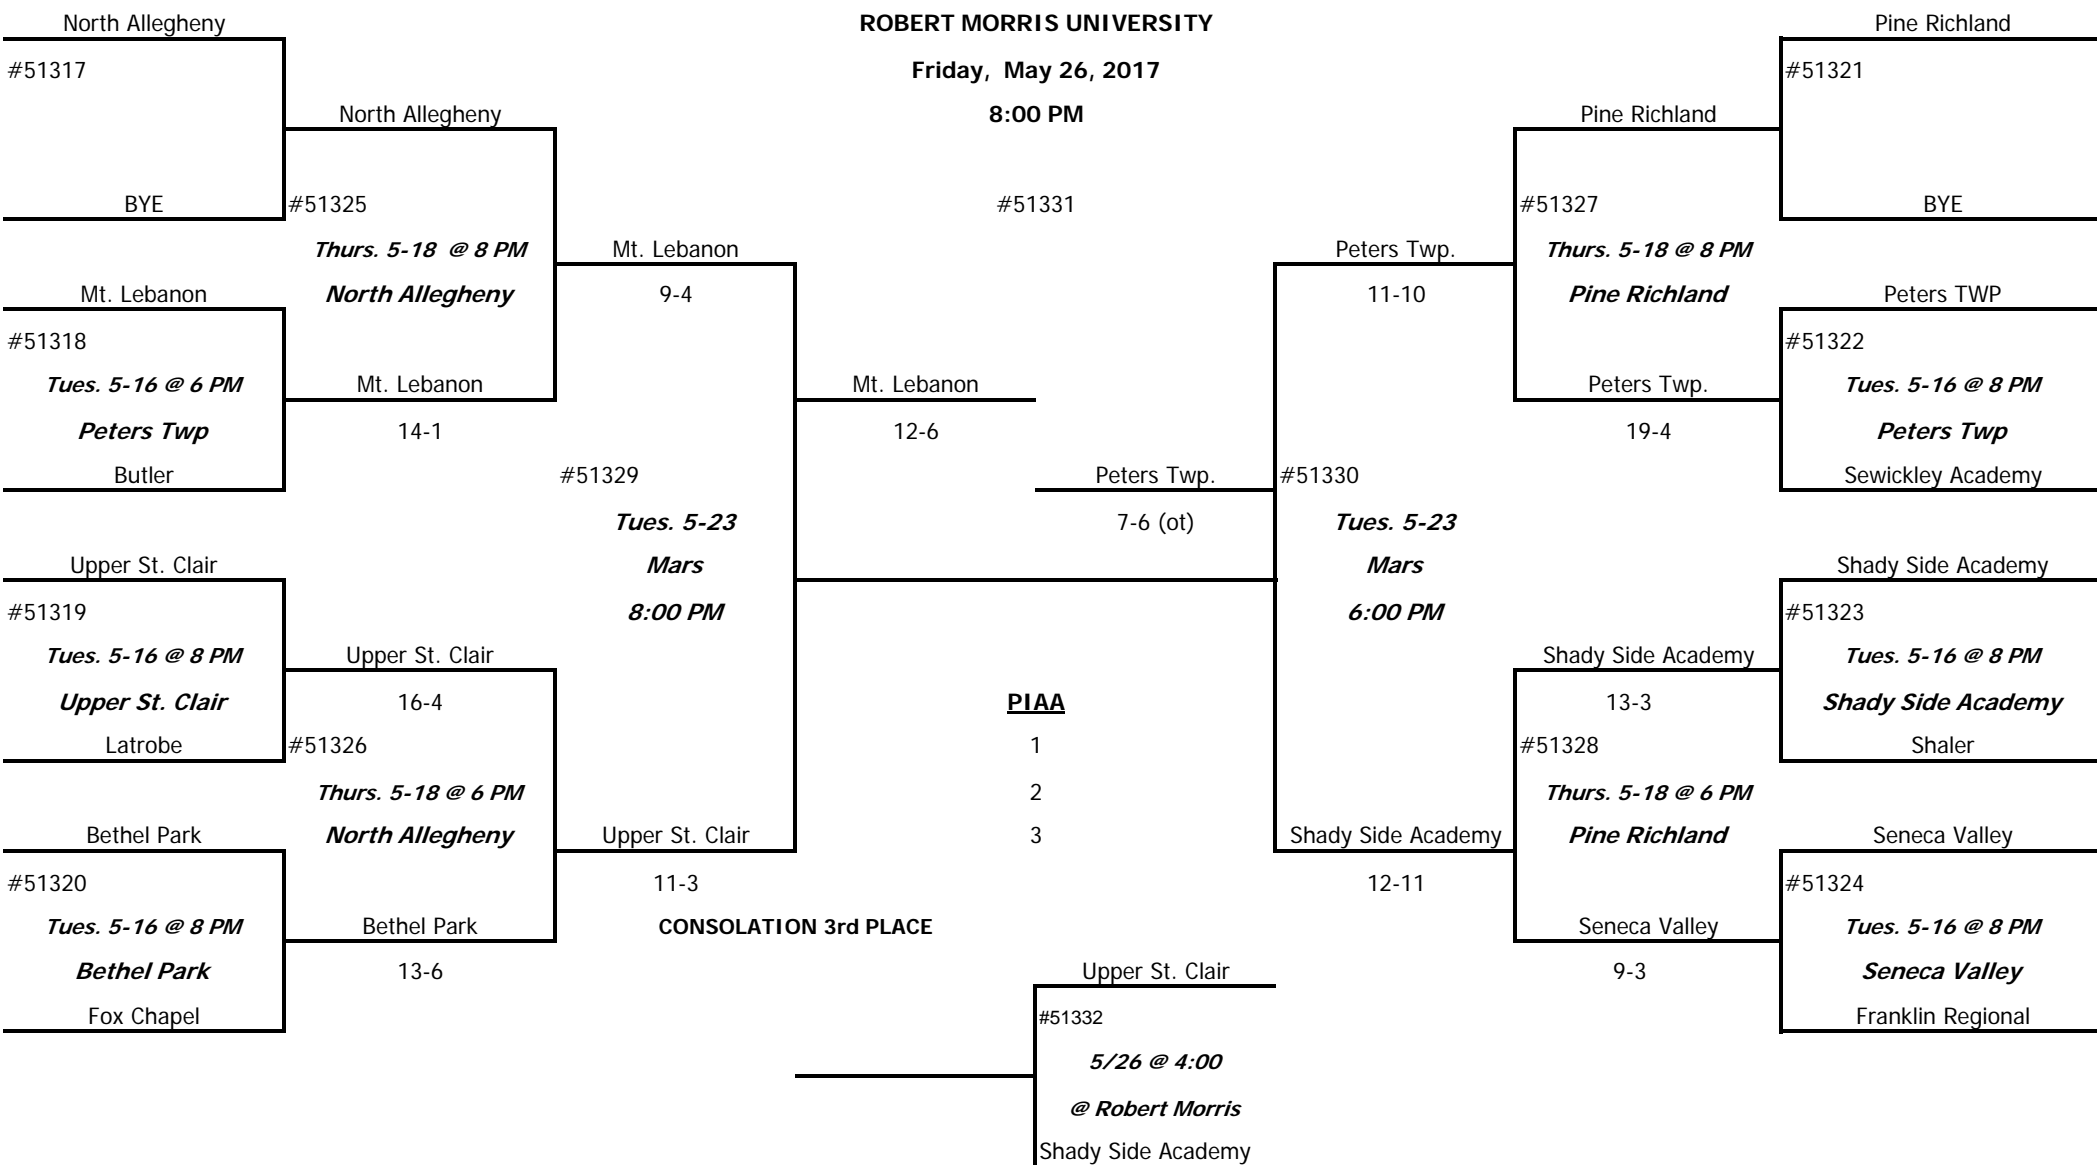 North Allegheny
#51317
BYE
Mt. Lebanon
#51318
Tues. 5-16 @ 6 PM
Peters Twp
Butler
Upper St. Clair
#51319
Tues. 5-16 @ 8 PM
Upper St. Clair
Latrobe
Bethel Park
#51320
Tues. 5-16 @ 8 PM
Bethel Park
Fox Chapel
North Allegheny
#51325
Thurs. 5-18 @ 8 PM
North Allegheny
Mt. Lebanon
14-1
Upper St. Clair
16-4
#51326
Thurs. 5-18 @ 6 PM
North Allegheny
Bethel Park
13-6
Mt. Lebanon
9-4
#51329
Tues. 5-23
Mars
8:00 PM
Upper St. Clair
11-3
ROBERT MORRIS UNIVERSITY
Friday, May 26, 2017
8:00 PM
#51331
Mt. Lebanon
12-6
Peters Twp.
7-6 (ot)
PIAA
1
2
3
CONSOLATION 3rd PLACE
Upper St. Clair
#51332
5/26 @ 4:00
@ Robert Morris
Shady Side Academy
Peters Twp.
11-10
#51330
Tues. 5-23
Mars
6:00 PM
Shady Side Academy
12-11
Pine Richland
#51327
Thurs. 5-18 @ 8 PM
Pine Richland
Peters Twp.
19-4
Shady Side Academy
13-3
#51328
Thurs. 5-18 @ 6 PM
Pine Richland
Seneca Valley
9-3
Pine Richland
#51321
BYE
Peters TWP
#51322
Tues. 5-16 @ 8 PM
Peters Twp
Sewickley Academy
Shady Side Academy
#51323
Tues. 5-16 @ 8 PM
Shady Side Academy
Shaler
Seneca Valley
#51324
Tues. 5-16 @ 8 PM
Seneca Valley
Franklin Regional